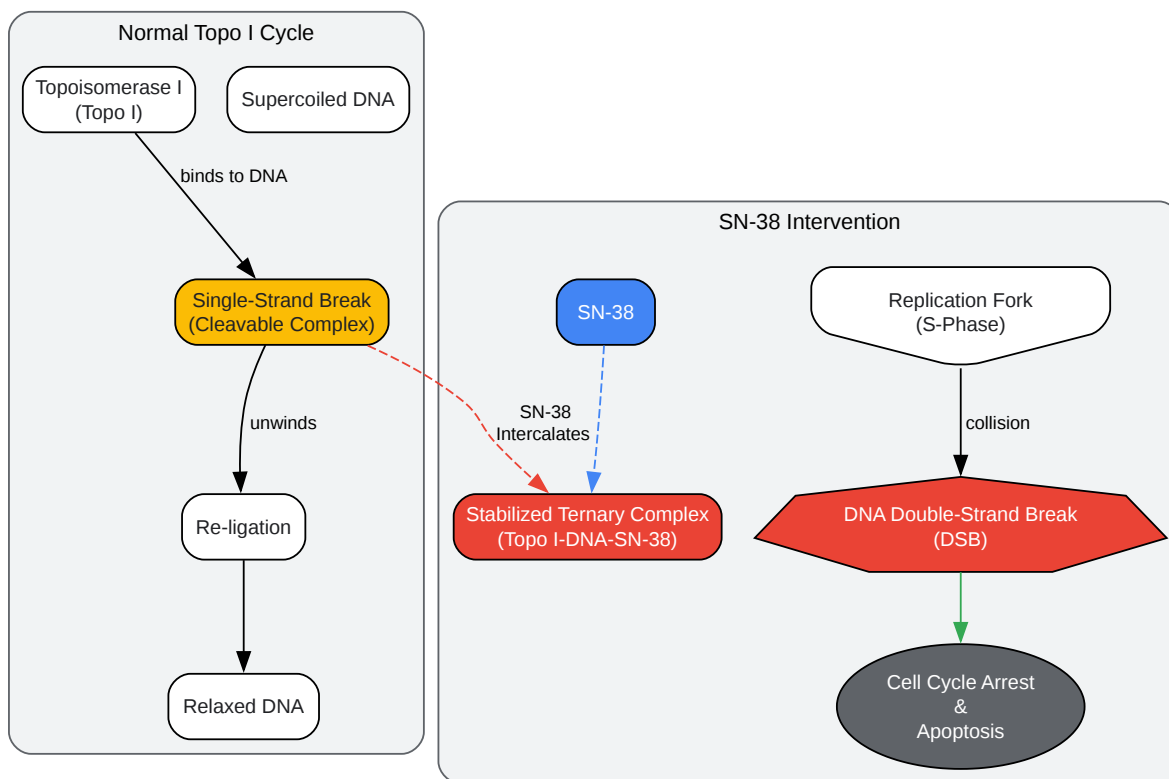 Normal Topo I Cycle
Topoisomerase I
(Topo I)
Supercoiled DNA
binds to DNA
Single-Strand Break
(Cleavable Complex)
unwinds
Re-ligation
Relaxed DNA
SN-38 Intervention
SN-38
Replication Fork
(S-Phase)
SN-38
Intercalates
collision
Stabilized Ternary Complex
(Topo I-DNA-SN-38)
DNA Double-Strand Break
(DSB)
Cell Cycle Arrest
&
Apoptosis